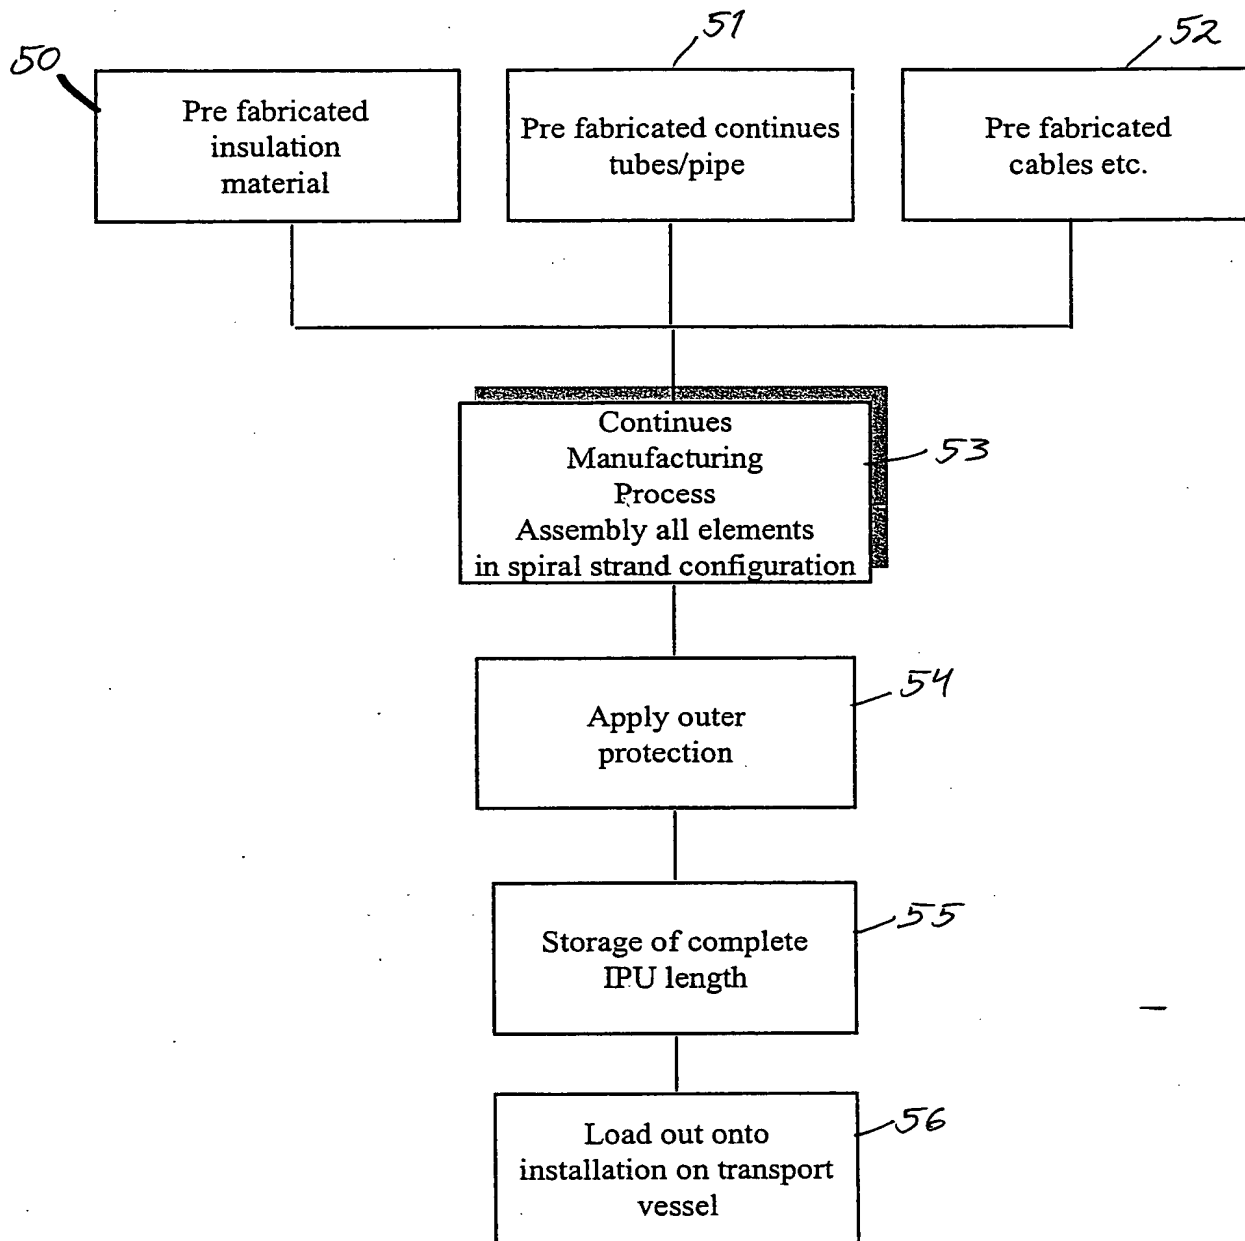 50
51
52
Pre fabricated
insulation
material
Pre fabricated continues
tubes/pipe
Pre fabricated
cables etc.
Continues
Manufacturing
Process
Assembly all elements
in spiral strand configuration
53
Apply outer
protection
54
Storage of complete
IPU length
55
Load out onto
installation on transport
vessel
56